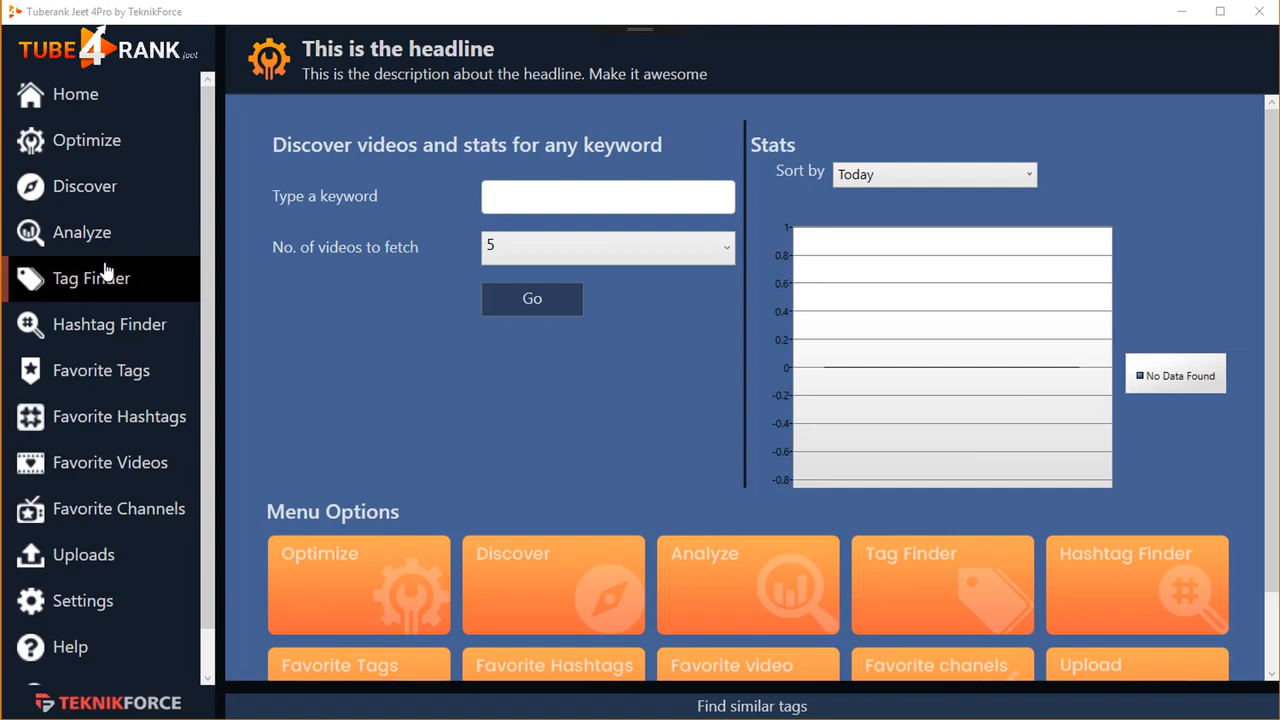 Tuberank Jeet 4Pro by TeknikForce
TUBE4RANK jeet
Home
Optimize
Discover
Analyze
Tag Finder
Hashtag Finder
Favorite Tags
Favorite Hashtags
Favorite Videos
Favorite Channels
Uploads
Settings
Help
TEKNIKFORCE
This is the headline
This is the description about the headline. Make it awesome
Discover videos and stats for any keyword
Type a keyword
No. of videos to fetch
5
Go
Stats
Sort by
Today
1
0.8
0.6
0.4
0.2
0
-0.2
-0.4
-0.6
-0.8
No Data Found
Menu Options
Optimize
Discover
Analyze
Tag Finder
Hashtag Finder
Favorite Tags
Favorite Hashtags
Favorite video
Favorite chanels
Upload
Find similar tags